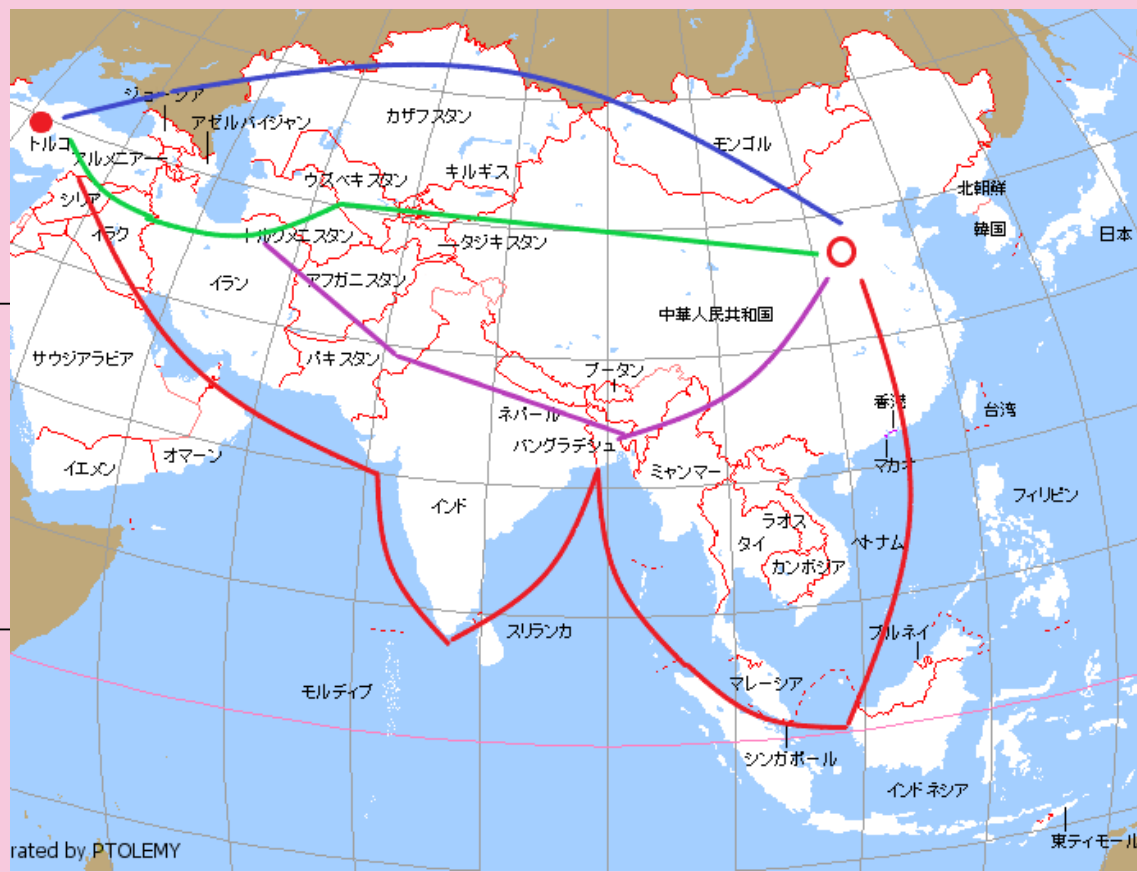 ジョージア
アゼルバイジャン
カザフスタン
トルコ
アルメニア
モンゴル
キルギス
ウズベキスタン
シリア
北朝鮮
イラク
トルクメニスタン
タジキスタン
韓国
日本
イラン
アフガニスタン
中華人民共和国
サウジアラビア
パキスタン
ブータン
香港
台湾
ネパール
バングラデシュ
イエメン
オマーン
ミャンマー
マカオ
フィリピン
インド
ラオス
タイ
ベトナム
カンボジア
スリランカ
ブルネイ
モルディブ
マレーシア
シンガポール
インドネシア
東ティモール
rated by PTOLEMY